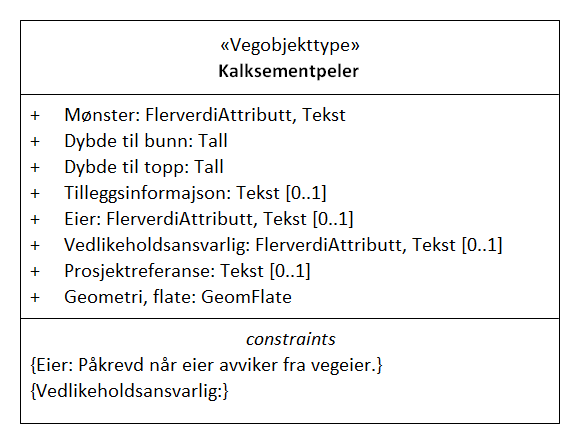 «Vegobjekttype»
Kalksementpeler
+ Mønster: FlerverdiAttributt, Tekst
+ Dybde til bunn: Tall
+ Dybde til topp: Tall
+ Tilleggsinformajson: Tekst [0..1]
+ Eier: FlerverdiAttributt, Tekst [0..1]
+ Vedlikeholdsansvarlig: FlerverdiAttributt, Tekst [0..1]
+ Prosjektreferanse: Tekst [0..1]
+ Geometri, flate: GeomFlate
constraints
{Eier: Påkrevd når eier avviker fra vegeier.}
{Vedlikeholdsansvarlig:}